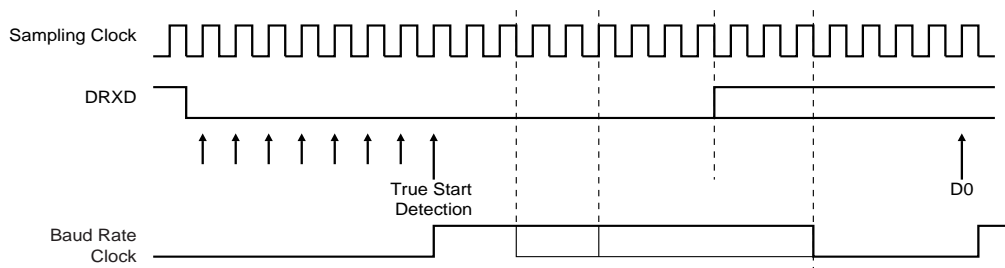 Sampling Clock
DRXD
True Start
Detection
D0
Baud Rate
Clock